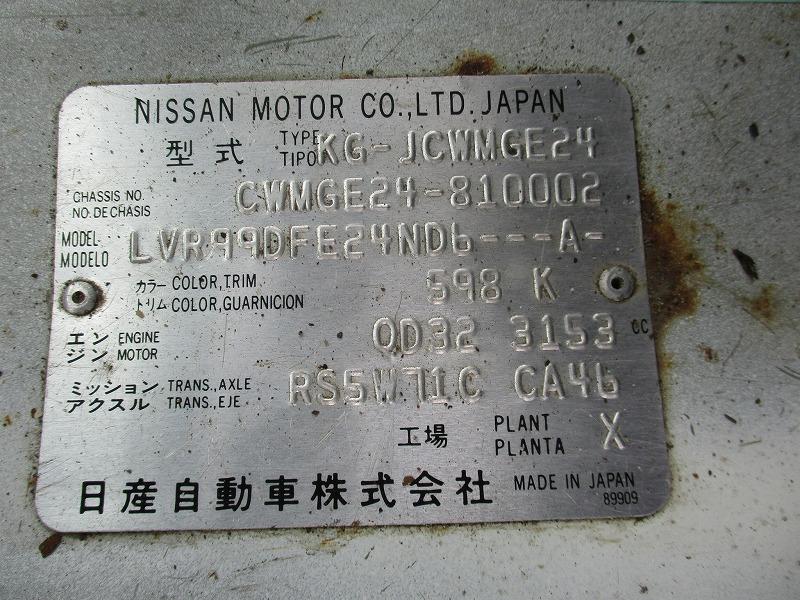 NISSAN MOTOR CO.,LTD. JAPAN
型式 TYPE TIPO KG-JCWMGE24
CHASSIS NO. NO. DE CHASIS CWMGE24-810002
MODEL MODELO LVR99DFE24ND6---A-
カラー COLOR,TRIM
トリム COLOR,GUARNICION 598 K
エン ENGINE
ジン MOTOR QD32 3153 CC
ミッション TRANS.,AXLE
アクスル TRANS.,EJE RS5W71C CA46
工場 PLANT PLANTA X
日産自動車株式会社 MADE IN JAPAN
89909